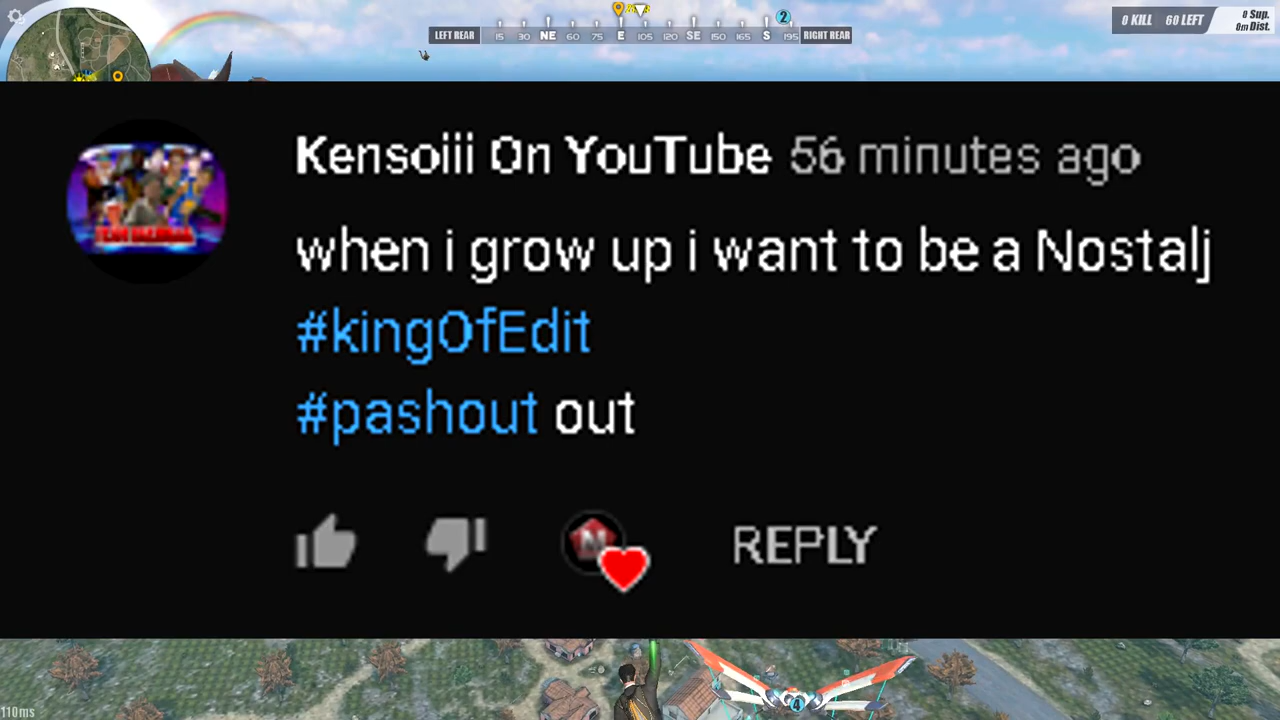 0 KILL 60 LEFT
0 Sup.
0m Dist.
2
LEFT REAR 15 30 NE 60 75 E 105 120 SE 150 165 S 195 RIGHT REAR
Kensoiii On YouTube 56 minutes ago
when i grow up i want to be a Nostalj
#kingOfEdit
#pashout out
REPLY
4
110ms